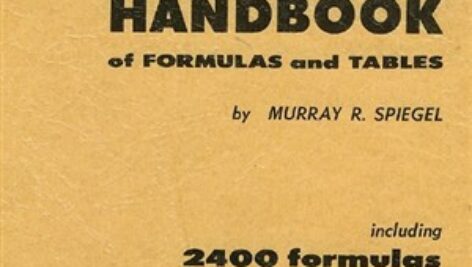 HANDBOOK
of FORMULAS and TABLES
by MURRAY R. SPIEGEL
including
2400 formulas